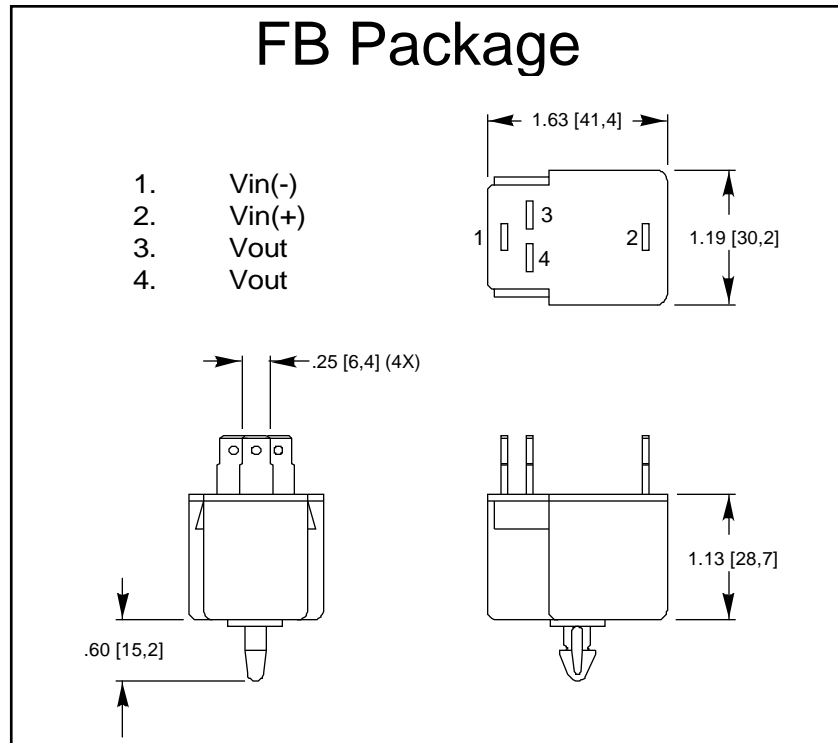 FB Package
1.63 [41,4]
1. Vin(-)
2. Vin(+)
3. Vout
4. Vout
3
1
2
4
1.19 [30,2]
.25 [6,4] (4X)
1.13 [28,7]
.60 [15,2]